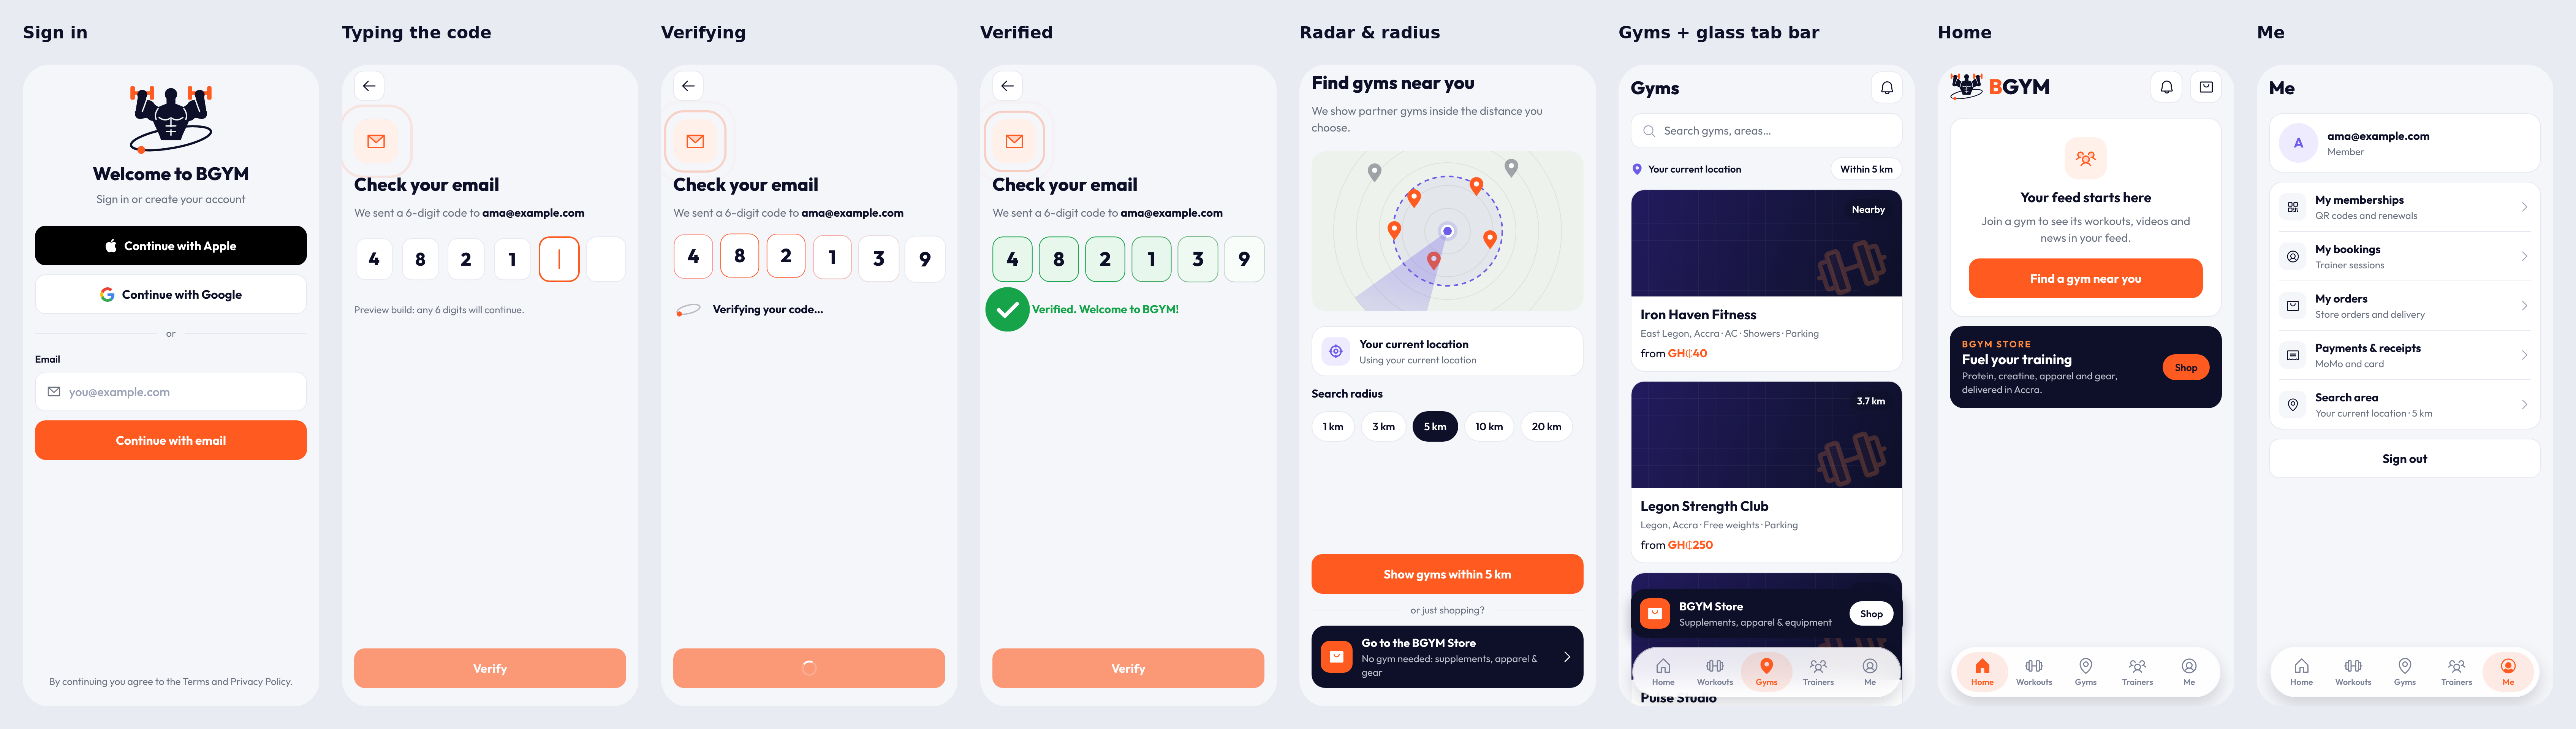 Sign in
Welcome to BGYM
Sign in or create your account
Continue with Apple
Continue with Google
or
Email
you@example.com
Continue with email
By continuing you agree to the Terms and Privacy Policy.
Typing the code
Check your email
We sent a 6-digit code to ama@example.com
4 8 2 1
Preview build: any 6 digits will continue.
Verify
Verifying
Check your email
We sent a 6-digit code to ama@example.com
4 8 2 1 3 9
Verifying your code...
Verified
Check your email
We sent a 6-digit code to ama@example.com
4 8 2 1 3 9
Verified. Welcome to BGYM!
Verify
Radar & radius
Find gyms near you
We show partner gyms inside the distance you
choose.
Your current location
Using your current location
Search radius
1 km 3 km 5 km 10 km 20 km
Show gyms within 5 km
or just shopping?
Go to the BGYM Store
No gym needed: supplements, apparel &
gear
Gyms + glass tab bar
Gyms
Search gyms, areas...
Your current location Within 5 km
Nearby
Iron Haven Fitness
East Legon, Accra · AC · Showers · Parking
from GH₵40
3.7 km
Legon Strength Club
Legon, Accra · Free weights · Parking
from GH₵250
BGYM Store
Supplements, apparel & equipment
Shop
Home Workouts Gyms Trainers Me
Pulse Studio
Home
BGYM
Your feed starts here
Join a gym to see its workouts, videos and
news in your feed.
Find a gym near you
BGYM STORE
Fuel your training
Protein, creatine, apparel and gear,
delivered in Accra.
Shop
Home Workouts Gyms Trainers Me
Me
Me
A
ama@example.com
Member
My memberships
QR codes and renewals
My bookings
Trainer sessions
My orders
Store orders and delivery
Payments & receipts
MoMo and card
Search area
Your current location · 5 km
Sign out
Home Workouts Gyms Trainers Me